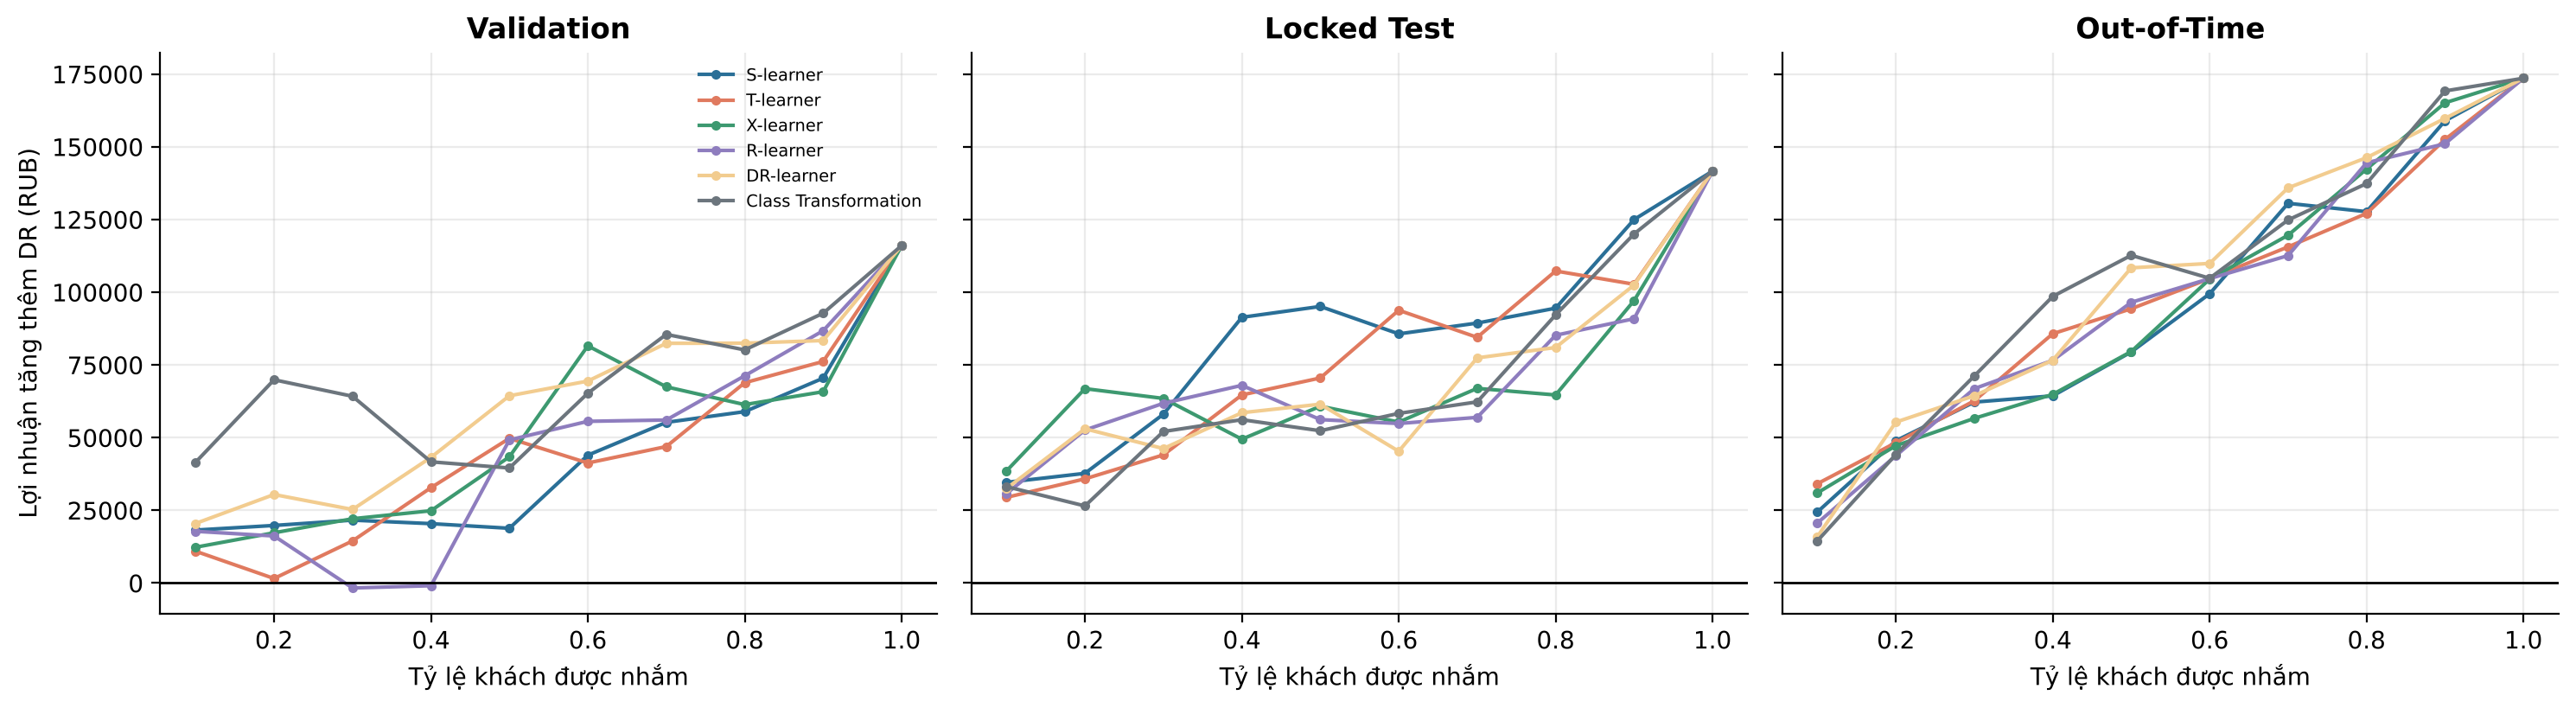 Validation
Locked Test
Out-of-Time
Lợi nhuận tăng thêm DR (RUB)
175000
150000
125000
100000
75000
50000
25000
0
S-learner
T-learner
X-learner
R-learner
DR-learner
Class Transformation
0.2 0.4 0.6 0.8 1.0
0.2 0.4 0.6 0.8 1.0
0.2 0.4 0.6 0.8 1.0
Tỷ lệ khách được nhắm
Tỷ lệ khách được nhắm
Tỷ lệ khách được nhắm